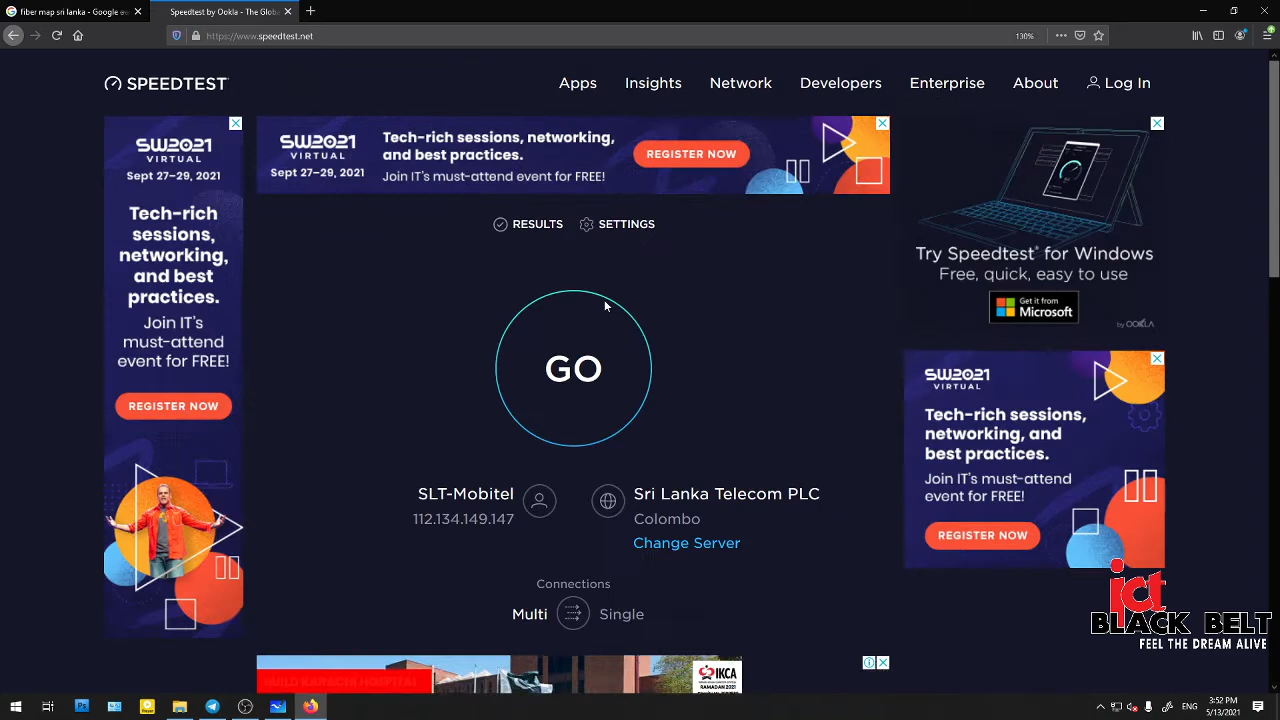 fiber map sri lanka - Google
Speedtest by Ookla - The Globa
https://www.speedtest.net
130%
SPEEDTEST
Apps
Insights
Network
Developers
Enterprise
About
Log In
SW2021
VIRTUAL
Sept 27–29, 2021
Tech-rich
sessions,
networking,
and best
practices.
Join IT's
must-attend
event for FREE!
REGISTER NOW
SW2021
VIRTUAL
Sept 27–29, 2021
Tech-rich sessions, networking,
and best practices.
Join IT's must-attend event for FREE!
REGISTER NOW
RESULTS
SETTINGS
GO
SLT-Mobitel
112.134.149.147
Sri Lanka Telecom PLC
Colombo
Change Server
Connections
Multi
Single
Try Speedtest® for Windows
Free, quick, easy to use
Get it from
Microsoft
by OOKLA
SW2021
VIRTUAL
Tech-rich sessions,
networking, and
best practices.
Join IT's must-attend
event for FREE!
REGISTER NOW
ict
BLACK BELT
FEEL THE DREAM ALIVE
BUILD KARACHI HOSPITAL
IKCA
RAMADAN 2021
3:52 PM
5/13/2021